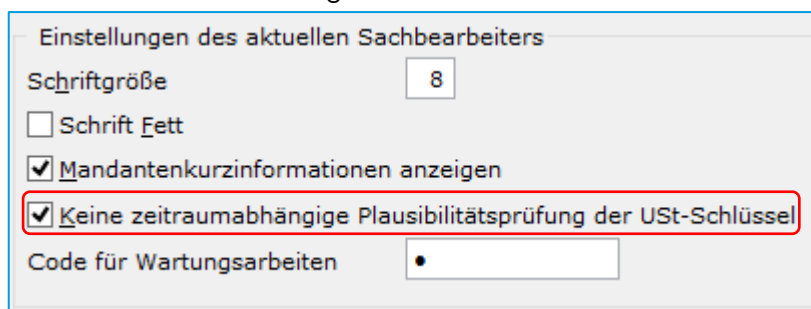 Einstellungen des aktuellen Sachbearbeiters
Schriftgröße 8
Schrift Fett
Mandantenkurzinformationen anzeigen
Keine zeitraumabhängige Plausibilitätsprüfung der USt-Schlüssel
Code für Wartungsarbeiten •